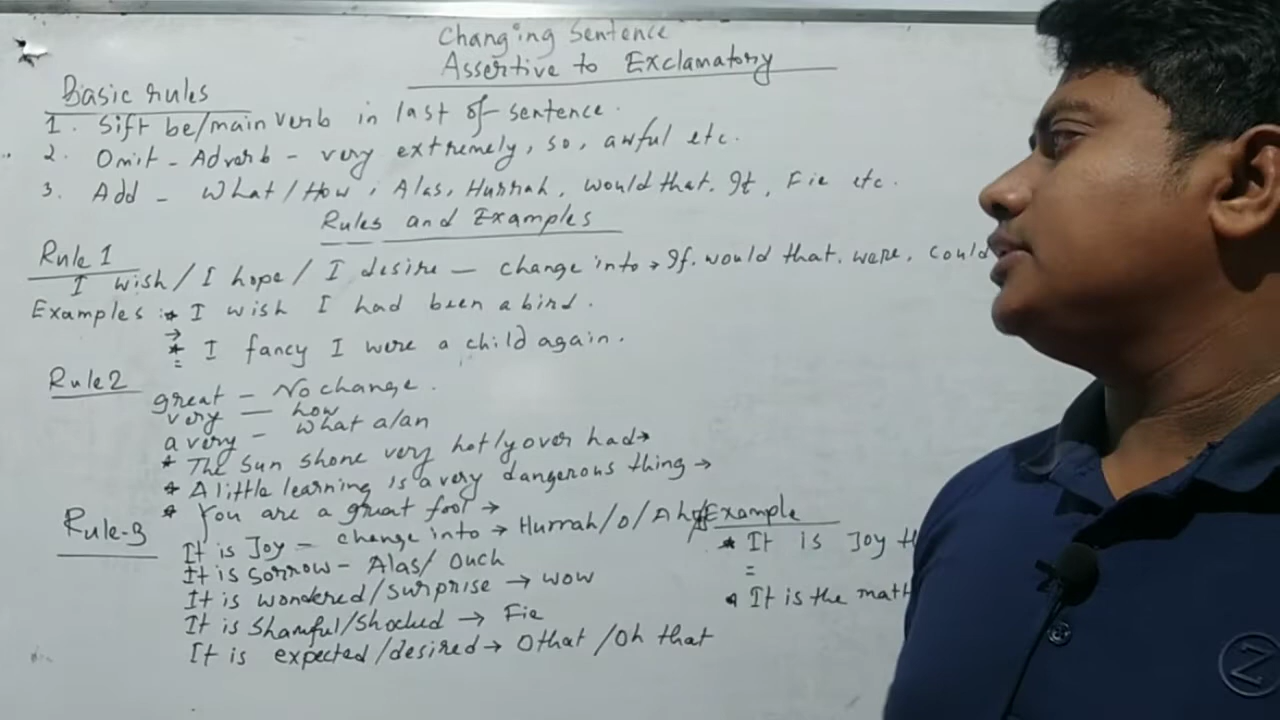 Changing Sentence
Assertive to Exclamatory
Basic rules
1. Sift be/main verb in last of sentence.
2. Omit - Adverb - very extremely, so, awful etc.
3. Add - What/How, Alas, Hurrah, would that. If, Fie etc.
Rules and Examples
Rule 1
I wish/I hope/I desire - change into → If. would that. were, could
Examples :* I wish I had been a bird.
→
* I fancy I were a child again.
=
Rule 2
great - No change.
very - how
a very - what a/an
* The Sun shone very hotly over had→
* A little learning is a very dangerous thing →
* You are a great fool →
Rule-3
It is Joy - change into → Hurrah/O/Ah
It is sorrow - Alas/ Ouch
It is wondered/surprise → wow
It is Shamful/Shocked → Fie
It is expected/desired → Othat/Oh that
Example
* It is Joy
=
* It is the
Z